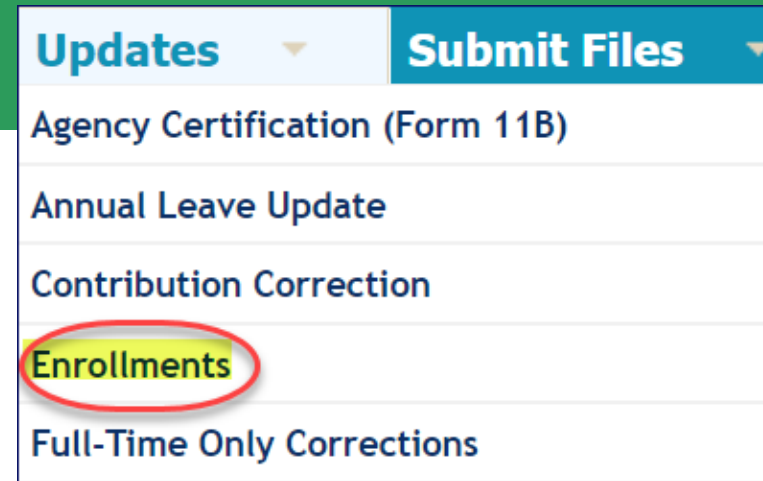 Updates Submit Files
Agency Certification (Form 11B)
Annual Leave Update
Contribution Correction
Enrollments
Full-Time Only Corrections